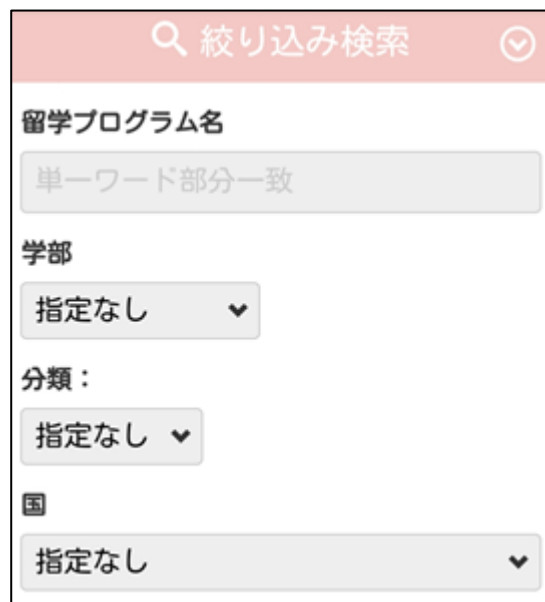 絞り込み検索
留学プログラム名
単一ワード部分一致
学部
指定なし
分類：
指定なし
国
指定なし